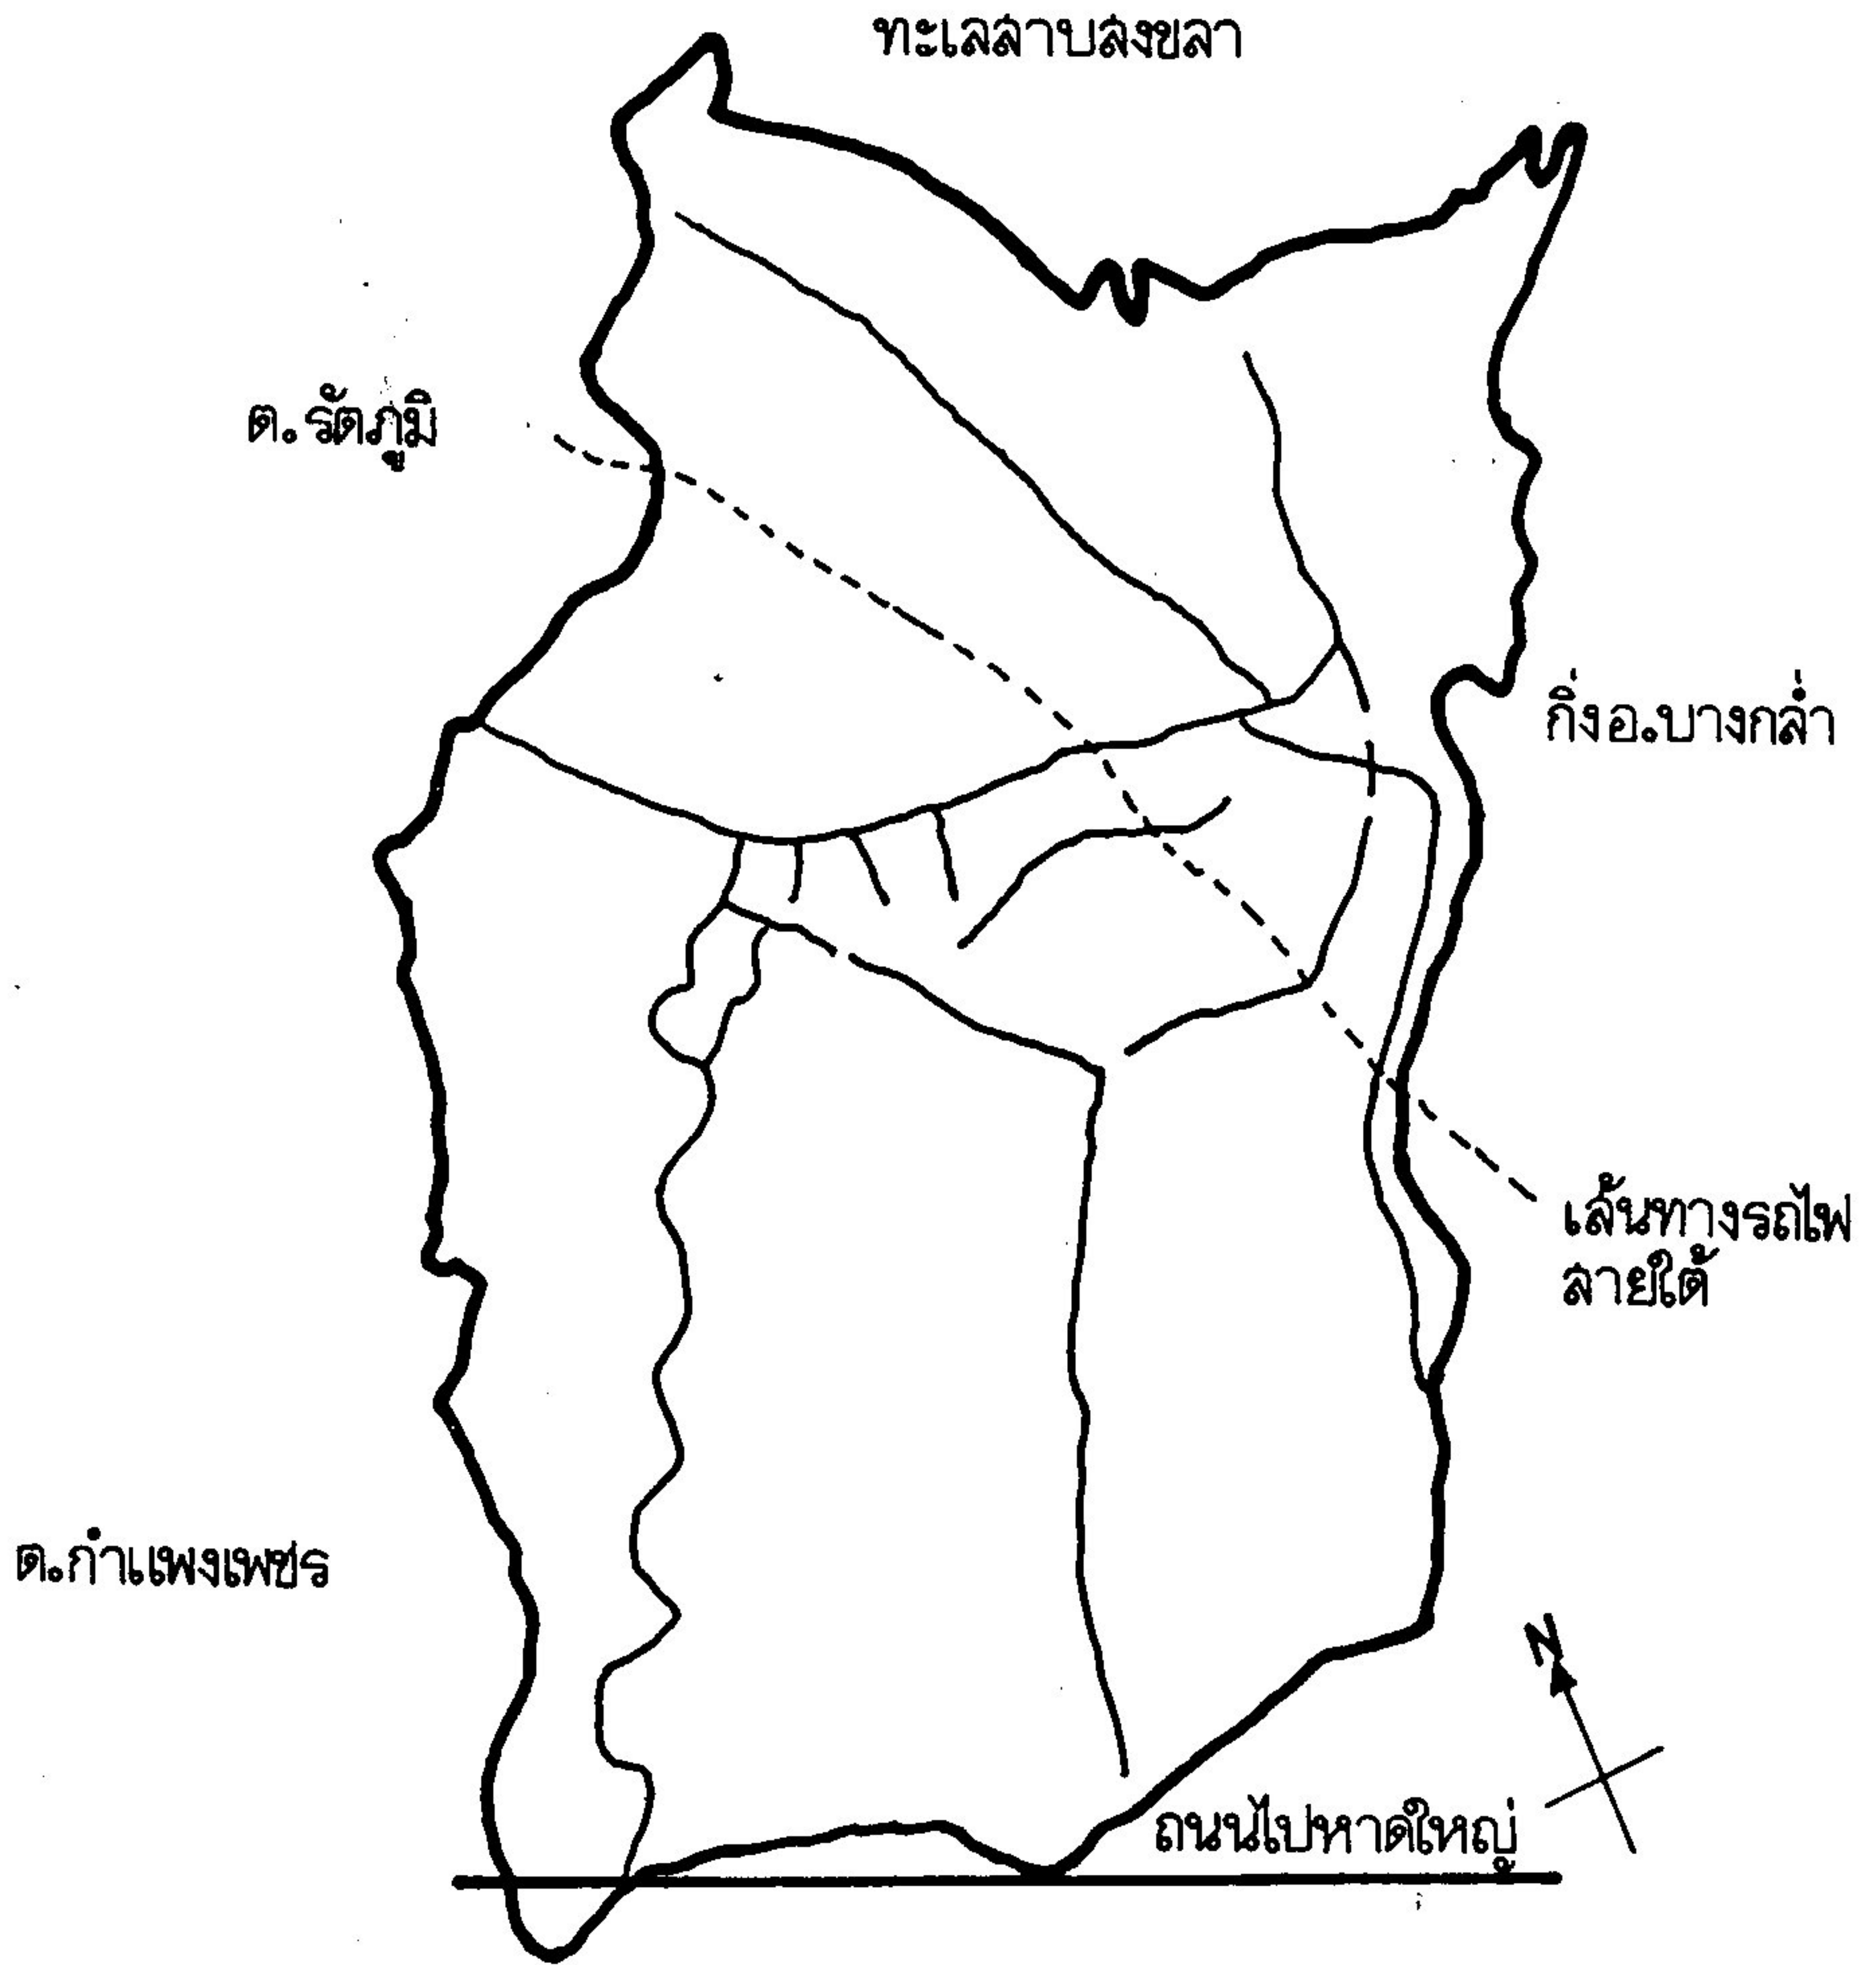 ทะเลสาบสงขลา
ต.รัตภูมิ
กิ่งอ.บางกล่ำ
เส้นทางรถไฟ
สายใต้
ต.กำแพงเพชร
N
ถนนไปหาดใหญ่